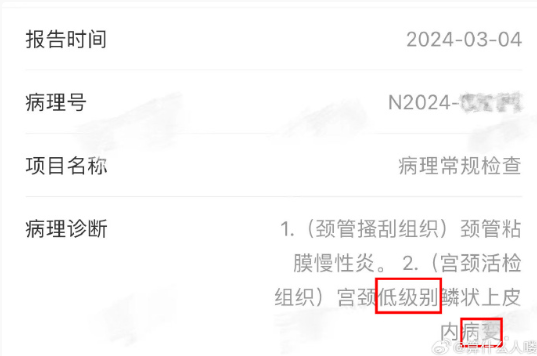 报告时间 2024-03-04
病理号 N2024-
项目名称 病理常规检查
病理诊断 1.（颈管搔刮组织）颈管粘
膜慢性炎。 2.（宫颈活检
组织）宫颈低级别鳞状上皮
内病变